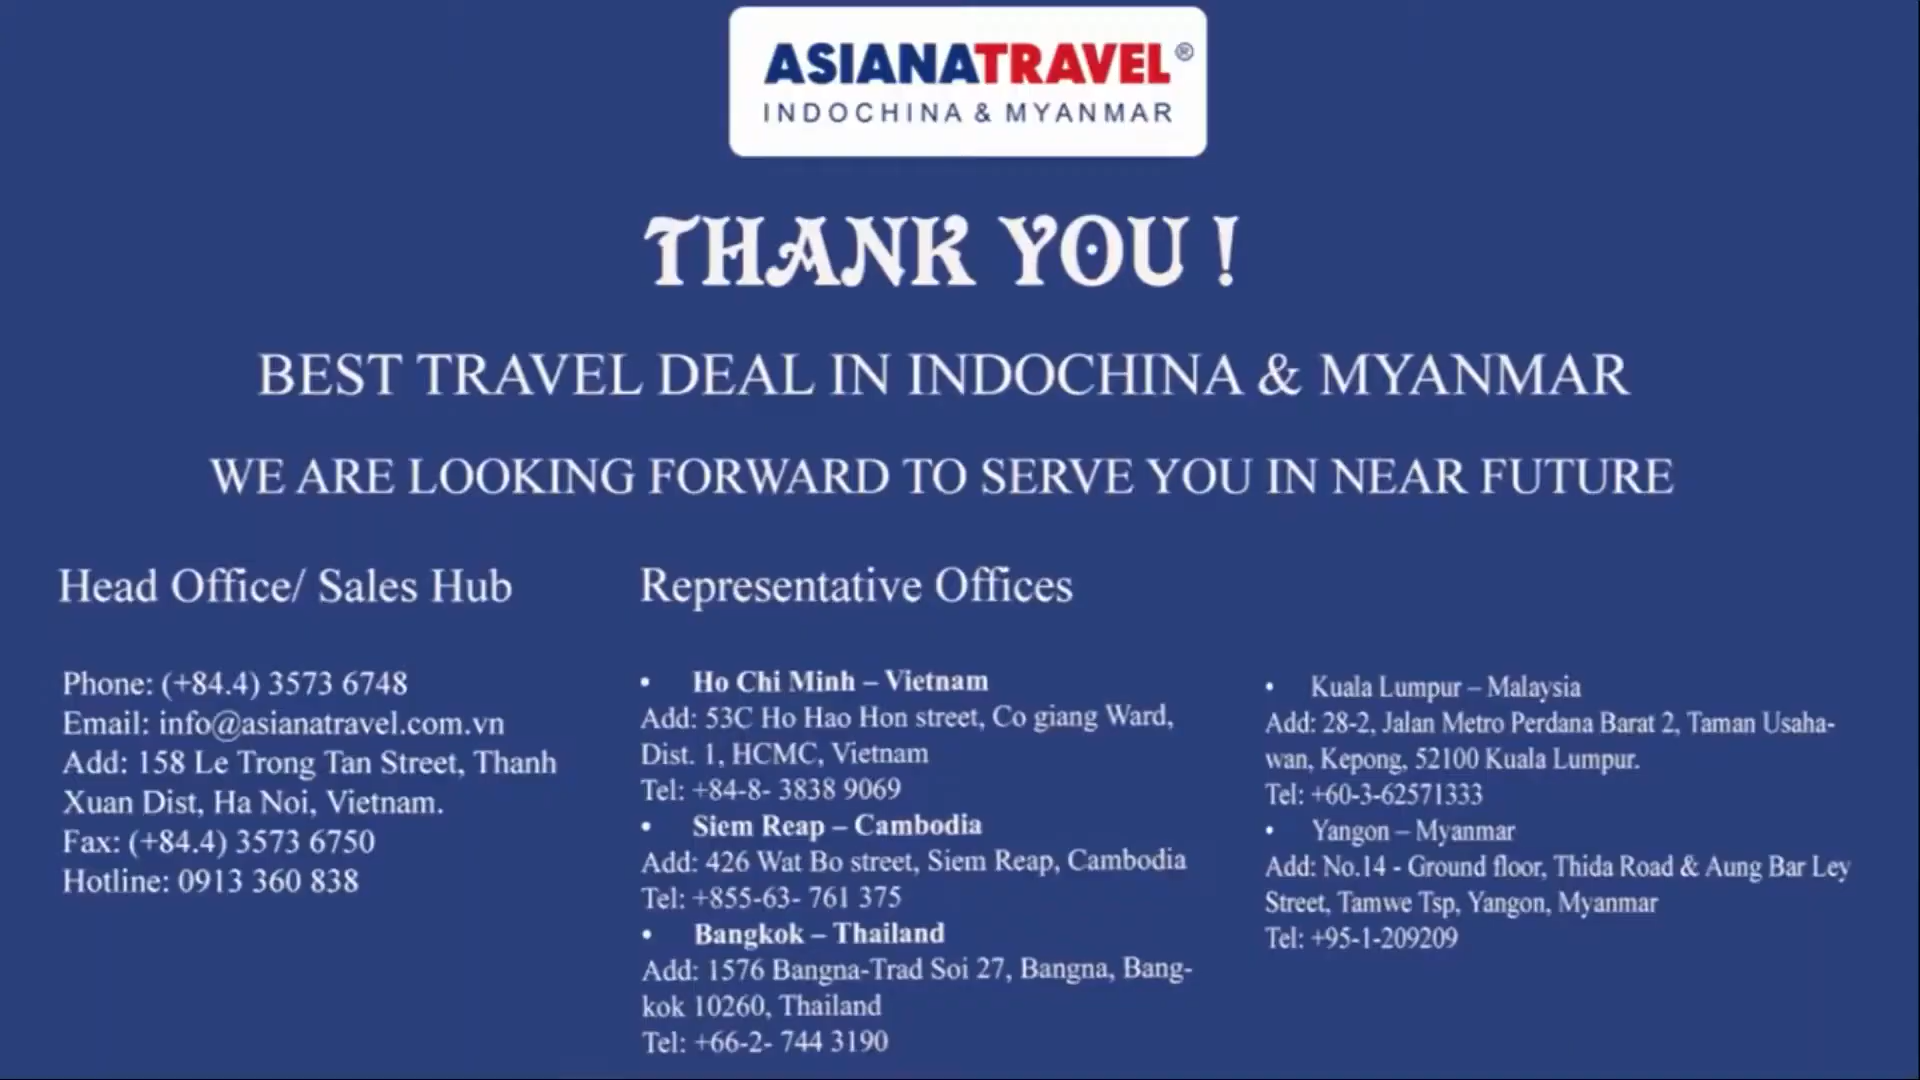 ASIANATRAVEL®
INDOCHINA & MYANMAR
THANK YOU !
BEST TRAVEL DEAL IN INDOCHINA & MYANMAR
WE ARE LOOKING FORWARD TO SERVE YOU IN NEAR FUTURE
Head Office/ Sales Hub
Phone: (+84.4) 3573 6748
Email: info@asianatravel.com.vn
Add: 158 Le Trong Tan Street, Thanh
Xuan Dist, Ha Noi, Vietnam.
Fax: (+84.4) 3573 6750
Hotline: 0913 360 838
Representative Offices
• Ho Chi Minh – Vietnam
Add: 53C Ho Hao Hon street, Co giang Ward,
Dist. 1, HCMC, Vietnam
Tel: +84-8- 3838 9069
• Siem Reap – Cambodia
Add: 426 Wat Bo street, Siem Reap, Cambodia
Tel: +855-63- 761 375
• Bangkok – Thailand
Add: 1576 Bangna-Trad Soi 27, Bangna, Bang-
kok 10260, Thailand
Tel: +66-2- 744 3190
• Kuala Lumpur – Malaysia
Add: 28-2, Jalan Metro Perdana Barat 2, Taman Usaha-
wan, Kepong, 52100 Kuala Lumpur.
Tel: +60-3-62571333
• Yangon – Myanmar
Add: No.14 - Ground floor, Thida Road & Aung Bar Ley
Street, Tamwe Tsp, Yangon, Myanmar
Tel: +95-1-209209